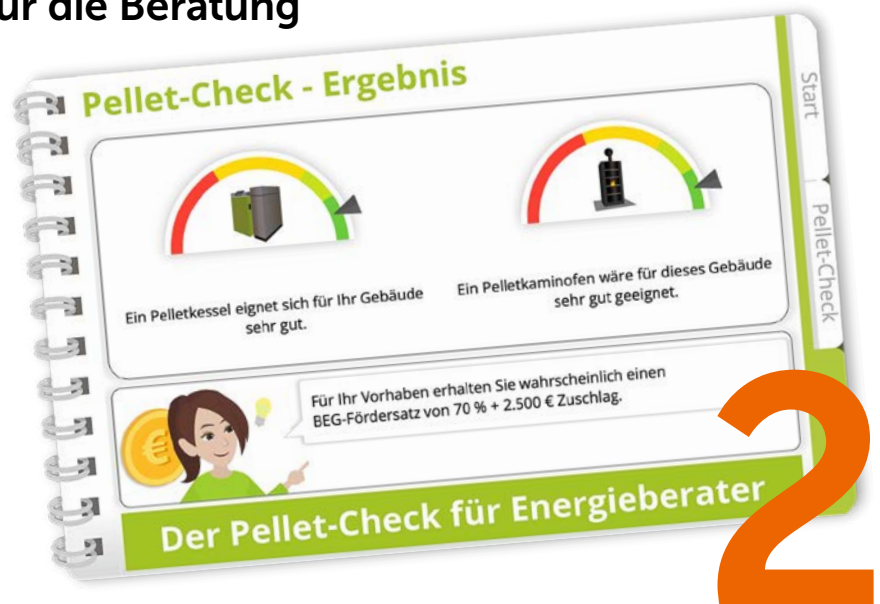 ür die Beratung
Pellet-Check - Ergebnis
Ein Pelletkessel eignet sich für Ihr Gebäude
sehr gut.
Ein Pelletkaminofen wäre für dieses Gebäude
sehr gut geeignet.
Für Ihr Vorhaben erhalten Sie wahrscheinlich einen
BEG-Fördersatz von 70 % + 2.500 € Zuschlag.
Der Pellet-Check für Energieberater
Start
Pellet-Check
€
2